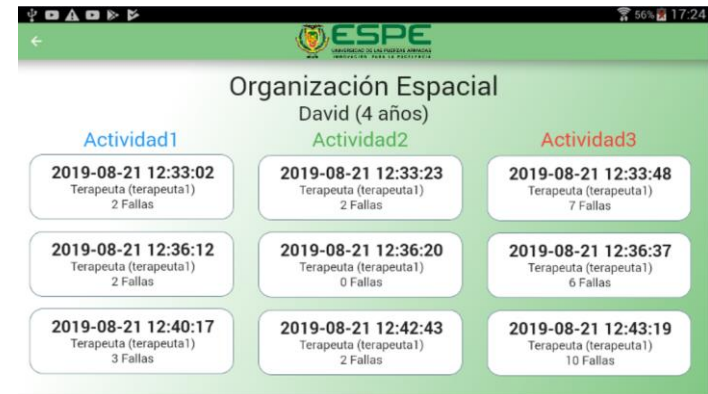 56% 17:24
ESPE
UNIVERSIDAD DE LAS FUERZAS ARMADAS
INNOVACIÓN PARA LA EXCELENCIA
Organización Espacial
David (4 años)
Actividad1
2019-08-21 12:33:02
Terapeuta (terapeuta1)
2 Fallas
2019-08-21 12:36:12
Terapeuta (terapeuta1)
2 Fallas
2019-08-21 12:40:17
Terapeuta (terapeuta1)
3 Fallas
Actividad2
2019-08-21 12:33:23
Terapeuta (terapeuta1)
2 Fallas
2019-08-21 12:36:20
Terapeuta (terapeuta1)
0 Fallas
2019-08-21 12:42:43
Terapeuta (terapeuta1)
2 Fallas
Actividad3
2019-08-21 12:33:48
Terapeuta (terapeuta1)
7 Fallas
2019-08-21 12:36:37
Terapeuta (terapeuta1)
6 Fallas
2019-08-21 12:43:19
Terapeuta (terapeuta1)
10 Fallas